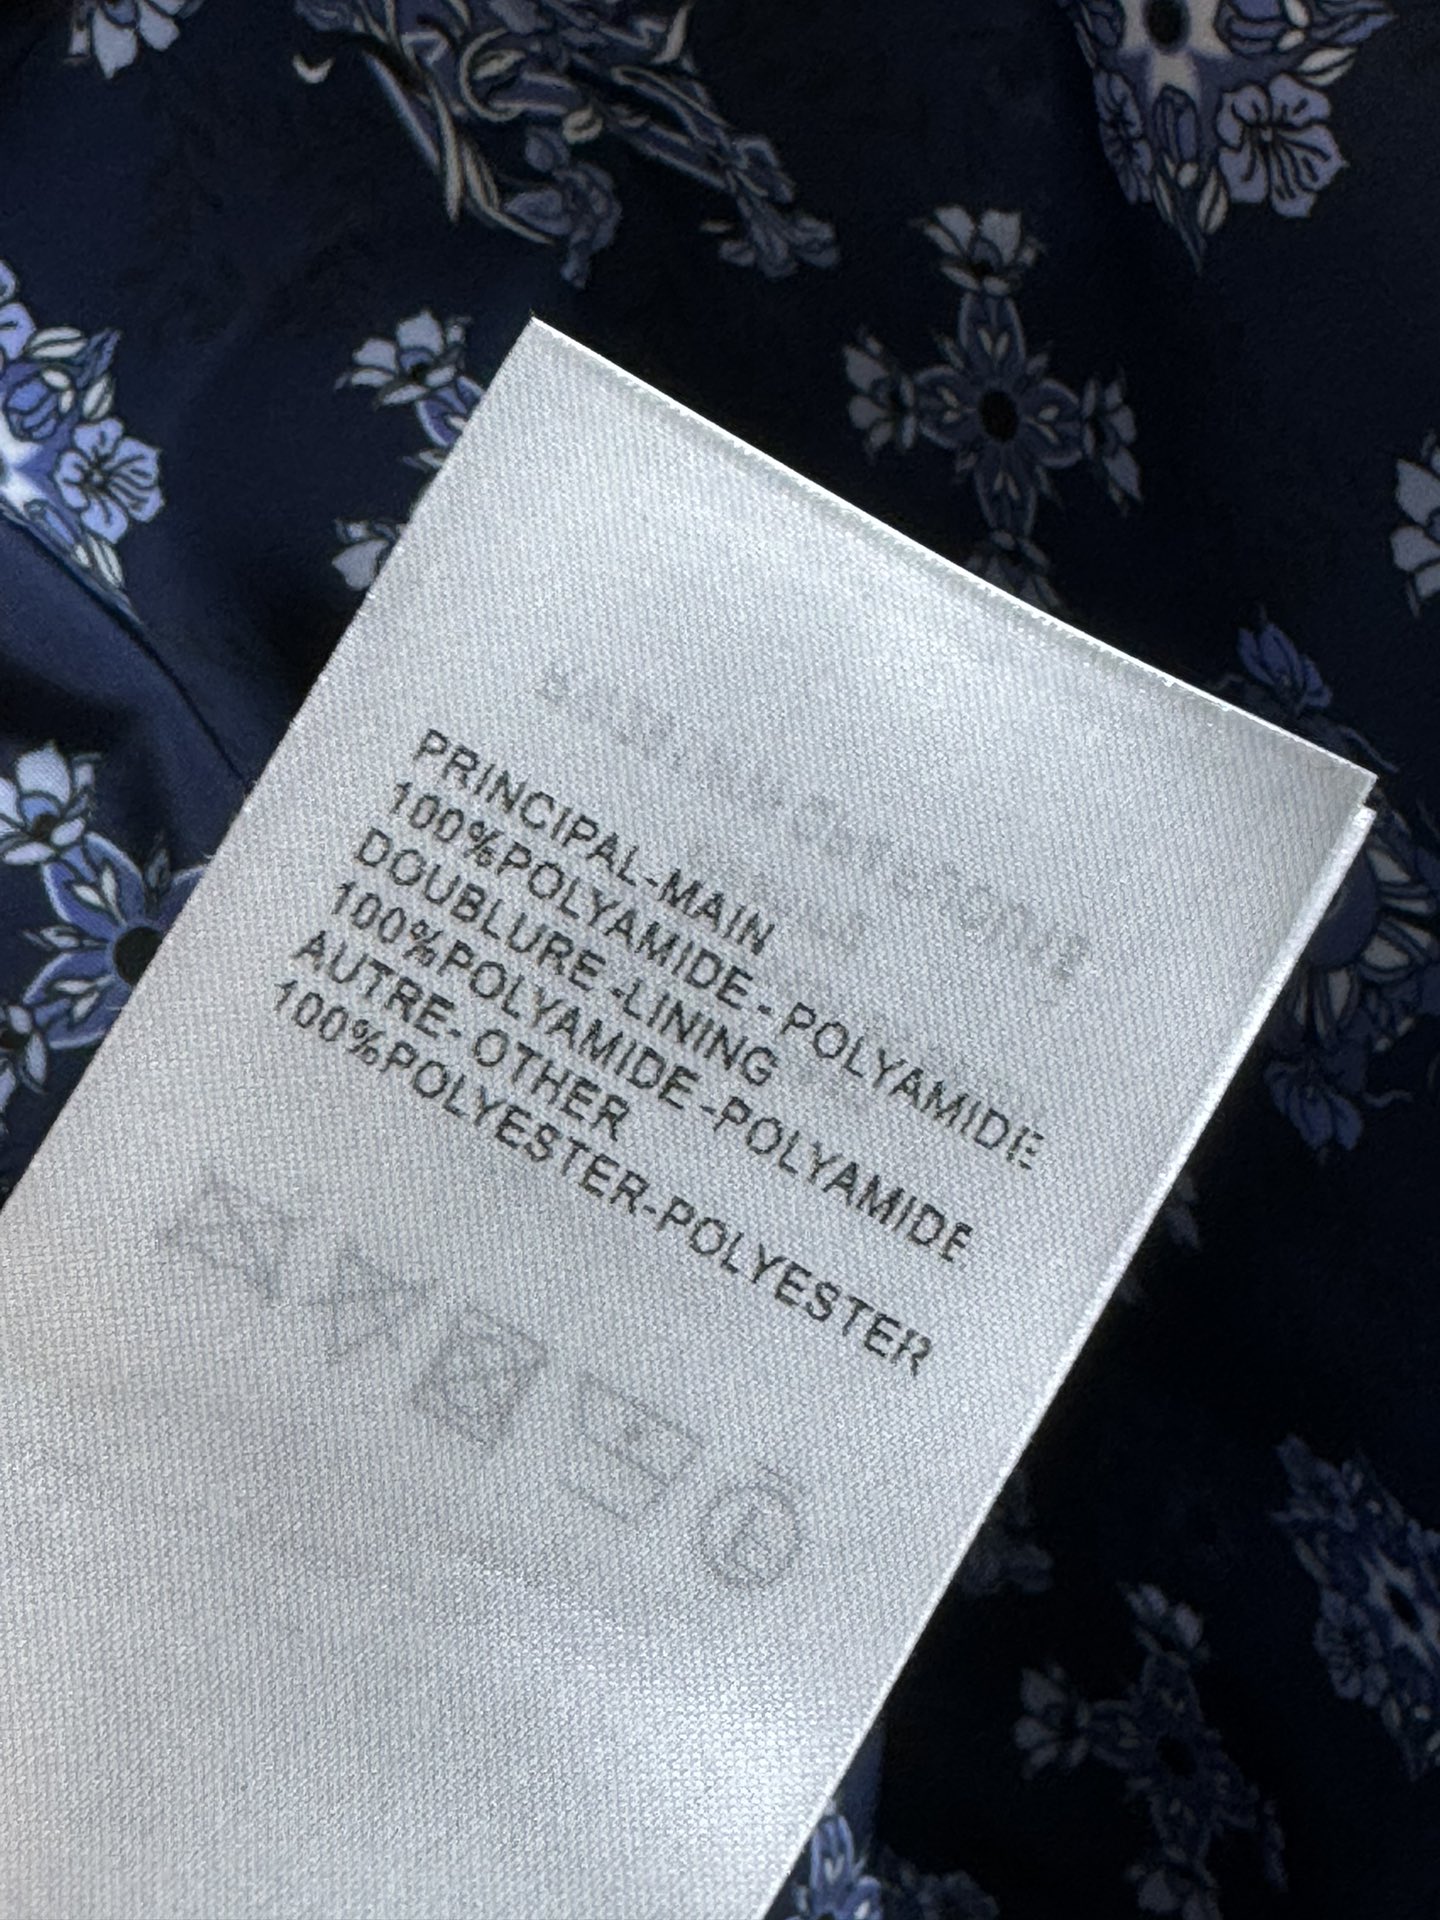 PRINCIPAL-MAIN
100%POLYAMIDE- POLYAMIDE
DOUBLURE -LINING
100%POLYAMIDE -POLYAMIDE
AUTRE- OTHER
100%POLYESTER-POLYESTER